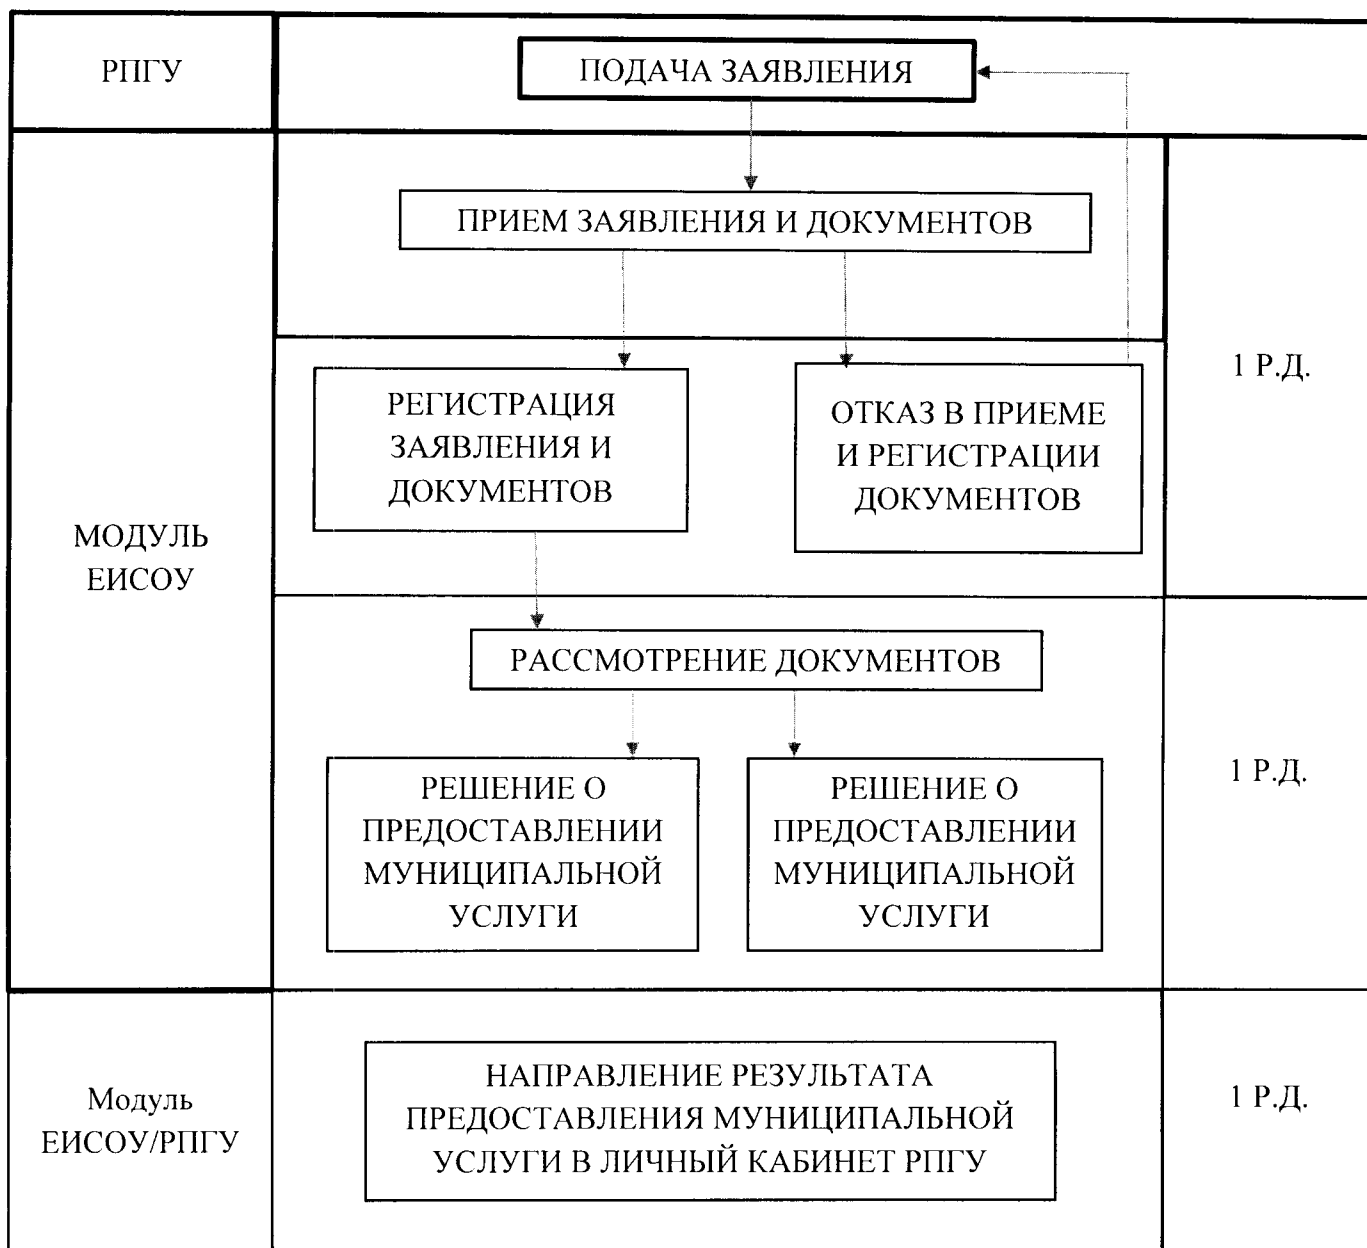 РПГУ
ПОДАЧА ЗАЯВЛЕНИЯ
ПРИЕМ ЗАЯВЛЕНИЯ И ДОКУМЕНТОВ
РЕГИСТРАЦИЯ
ЗАЯВЛЕНИЯ И
ДОКУМЕНТОВ
ОТКАЗ В ПРИЕМЕ
И РЕГИСТРАЦИИ
ДОКУМЕНТОВ
1 Р.Д.
МОДУЛЬ
ЕИСОУ
РАССМОТРЕНИЕ ДОКУМЕНТОВ
РЕШЕНИЕ О
ПРЕДОСТАВЛЕНИИ
МУНИЦИПАЛЬНОЙ
УСЛУГИ
РЕШЕНИЕ О
ПРЕДОСТАВЛЕНИИ
МУНИЦИПАЛЬНОЙ
УСЛУГИ
1 Р.Д.
Модуль
ЕИСОУ/РПГУ
НАПРАВЛЕНИЕ РЕЗУЛЬТАТА
ПРЕДОСТАВЛЕНИЯ МУНИЦИПАЛЬНОЙ
УСЛУГИ В ЛИЧНЫЙ КАБИНЕТ РПГУ
1 Р.Д.